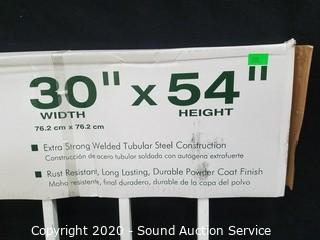 30" x 54"
WIDTH HEIGHT
76.2 cm x 76.2 cm
Extra Strong Welded Tubular Steel Construction
Construcción de acero tubular soldada con autógena extrafuerte
Rust Resistant, Long Lasting, Durable Powder Coat Finish
Moho resistente, final duradero, durable de la capa del polvo
Copyright 2020 - Sound Auction Service